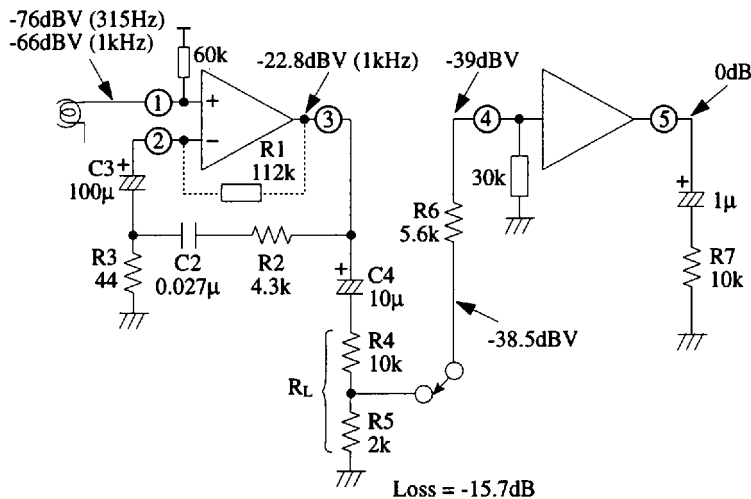 -76dBV (315Hz)
-66dBV (1kHz)
60k
-22.8dBV (1kHz)
-39dBV
0dB
1
+
3
4
5
2
−
R1
112k
C3
+
100μ
30k
R6
5.6k
+
1μ
R3
44
C2
0.027μ
R2
4.3k
+
C4
10μ
R7
10k
-38.5dBV
R4
10k
RL
R5
2k
Loss = -15.7dB